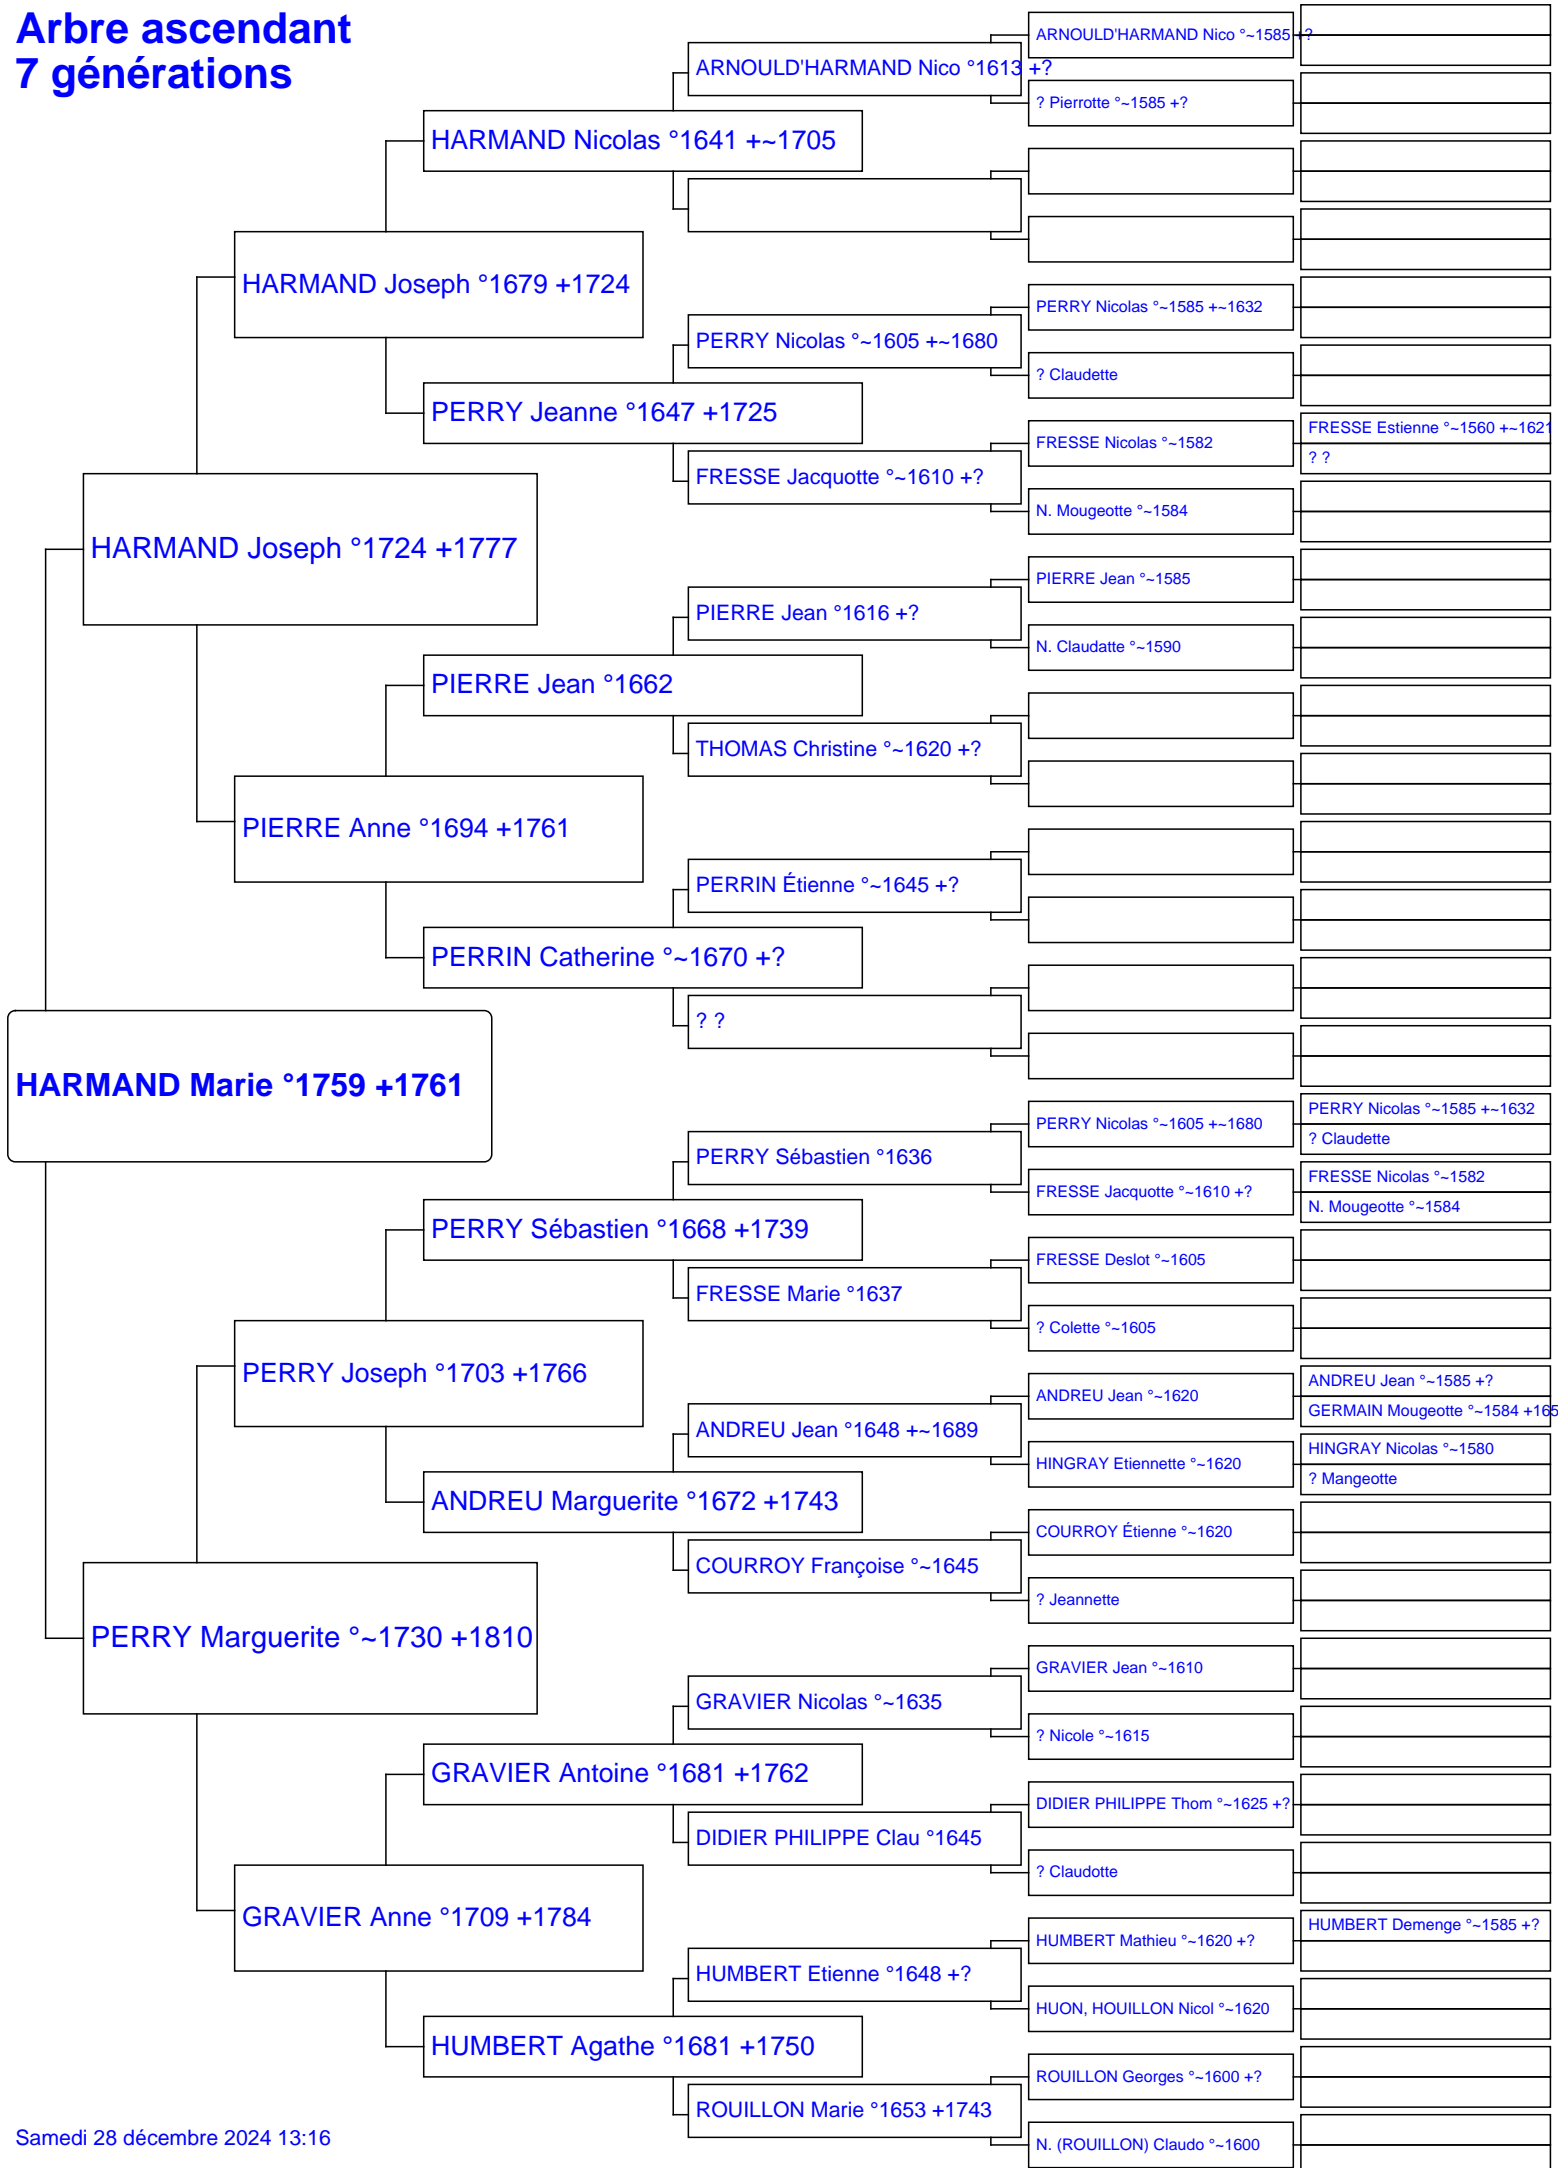 Arbre ascendant
7 générations
ARNOULD'HARMAND Nico °~1585 +?
ARNOULD'HARMAND Nico °1613 +?
? Pierrotte °~1585 +?
HARMAND Nicolas °1641 +~1705
HARMAND Joseph °1679 +1724
PERRY Nicolas °~1585 +~1632
PERRY Nicolas °~1605 +~1680
? Claudette
PERRY Jeanne °1647 +1725
FRESSE Estienne °~1560 +~1621
FRESSE Nicolas °~1582
? ?
FRESSE Jacquotte °~1610 +?
N. Mougeotte °~1584
HARMAND Joseph °1724 +1777
PIERRE Jean °~1585
PIERRE Jean °1616 +?
N. Claudatte °~1590
PIERRE Jean °1662
THOMAS Christine °~1620 +?
PIERRE Anne °1694 +1761
PERRIN Étienne °~1645 +?
PERRIN Catherine °~1670 +?
? ?
HARMAND Marie °1759 +1761
PERRY Nicolas °~1585 +~1632
PERRY Nicolas °~1605 +~1680
? Claudette
PERRY Sébastien °1636
FRESSE Nicolas °~1582
FRESSE Jacquotte °~1610 +?
N. Mougeotte °~1584
PERRY Sébastien °1668 +1739
FRESSE Deslot °~1605
FRESSE Marie °1637
? Colette °~1605
PERRY Joseph °1703 +1766
ANDREU Jean °~1585 +?
ANDREU Jean °~1620
GERMAIN Mougeotte °~1584 +165
ANDREU Jean °1648 +~1689
HINGRAY Nicolas °~1580
HINGRAY Etiennette °~1620
? Mangeotte
ANDREU Marguerite °1672 +1743
COURROY Étienne °~1620
COURROY Françoise °~1645
? Jeannette
PERRY Marguerite °~1730 +1810
GRAVIER Jean °~1610
GRAVIER Nicolas °~1635
? Nicole °~1615
GRAVIER Antoine °1681 +1762
DIDIER PHILIPPE Thom °~1625 +?
DIDIER PHILIPPE Clau °1645
? Claudotte
GRAVIER Anne °1709 +1784
HUMBERT Demenge °~1585 +?
HUMBERT Mathieu °~1620 +?
HUMBERT Etienne °1648 +?
HUON, HOUILLON Nicol °~1620
HUMBERT Agathe °1681 +1750
ROUILLON Georges °~1600 +?
ROUILLON Marie °1653 +1743
N. (ROUILLON) Claudo °~1600
Samedi 28 décembre 2024 13:16